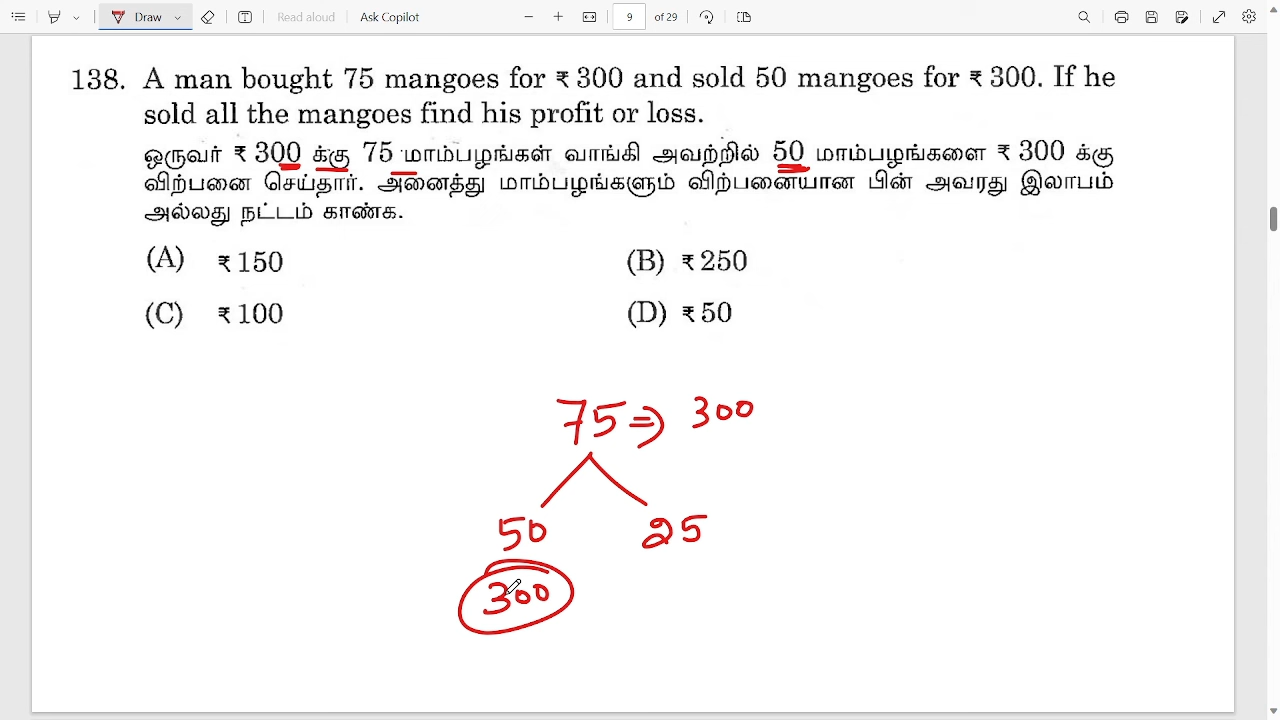 Draw
Read aloud
Ask Copilot
9
of 29
138. A man bought 75 mangoes for ₹ 300 and sold 50 mangoes for ₹ 300. If he
sold all the mangoes find his profit or loss.
ஒருவர் ₹ 300 க்கு 75 மாம்பழங்கள் வாங்கி அவற்றில் 50 மாம்பழங்களை ₹ 300 க்கு
விற்பனை செய்தார். அனைத்து மாம்பழங்களும் விற்பனையான பின் அவரது இலாபம்
அல்லது நட்டம் காண்க.
(A) ₹ 150
(B) ₹ 250
(C) ₹ 100
(D) ₹ 50
75 ⇒ 300
50 25
300